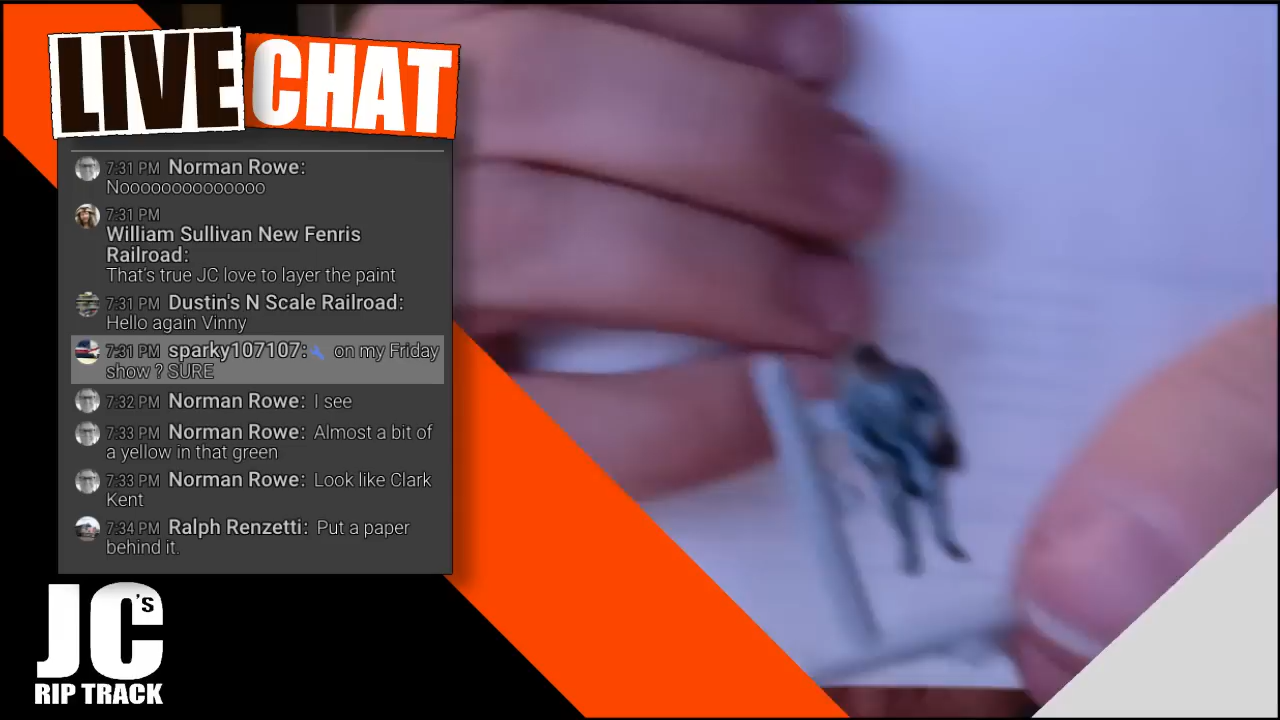 LIVE CHAT
7:31 PM Norman Rowe:
Noooooooooooooo
7:31 PM
William Sullivan New Fenris
Railroad:
That's true JC love to layer the paint
7:31 PM Dustin's N Scale Railroad:
Hello again Vinny
7:31 PM sparky107107: on my Friday
show ? SURE
7:32 PM Norman Rowe: I see
7:33 PM Norman Rowe: Almost a bit of
a yellow in that green
7:33 PM Norman Rowe: Look like Clark
Kent
7:34 PM Ralph Renzetti: Put a paper
behind it.
JC's
RIP TRACK